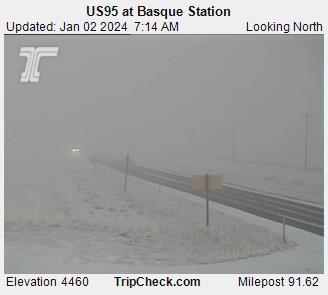 US95 at Basque Station
Updated: Jan 02 2024 7:14 AM Looking North
Elevation 4460 TripCheck.com Milepost 91.62